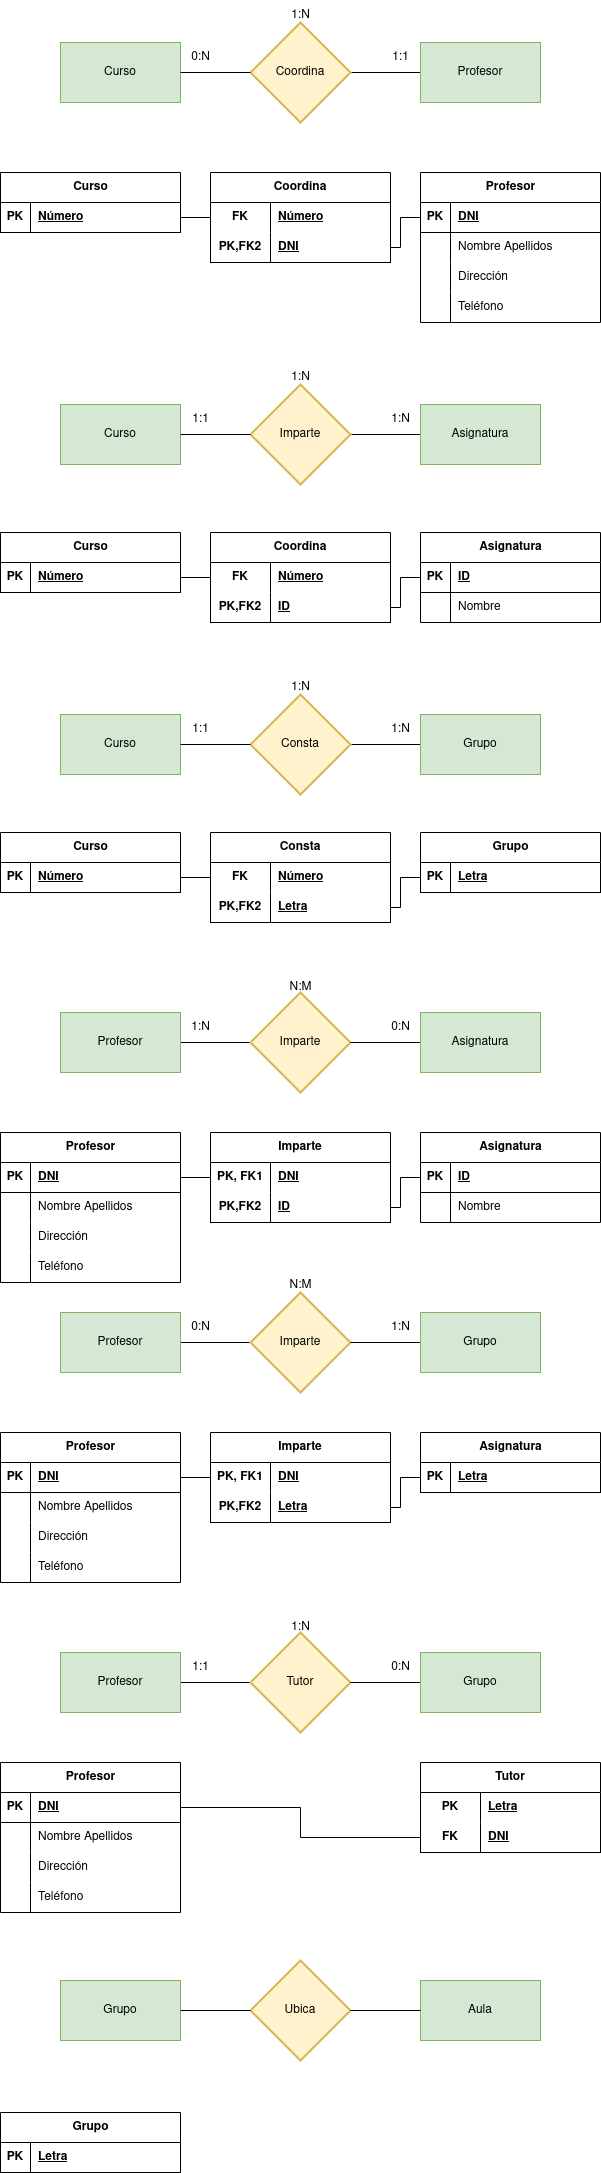 1:N
Curso 0:N Coordina 1:1 Profesor
Curso Coordina Profesor
PK Número FK Número PK DNI
PK,FK2 DNI Nombre Apellidos
Dirección
Teléfono
1:N
Curso 1:1 Imparte 1:N Asignatura
Curso Coordina Asignatura
PK Número FK Número PK ID
PK,FK2 ID Nombre
1:N
Curso 1:1 Consta 1:N Grupo
Curso Consta Grupo
PK Número FK Número PK Letra
PK,FK2 Letra
N:M
Profesor 1:N Imparte 0:N Asignatura
Profesor Imparte Asignatura
PK DNI PK, FK1 DNI PK ID
Nombre Apellidos PK,FK2 ID Nombre
Dirección
Teléfono
N:M
Profesor 0:N Imparte 1:N Grupo
Profesor Imparte Asignatura
PK DNI PK, FK1 DNI PK Letra
Nombre Apellidos PK,FK2 Letra
Dirección
Teléfono
1:N
Profesor 1:1 Tutor 0:N Grupo
Profesor Tutor
PK DNI PK Letra
Nombre Apellidos FK DNI
Dirección
Teléfono
Grupo Ubica Aula
Grupo
PK Letra